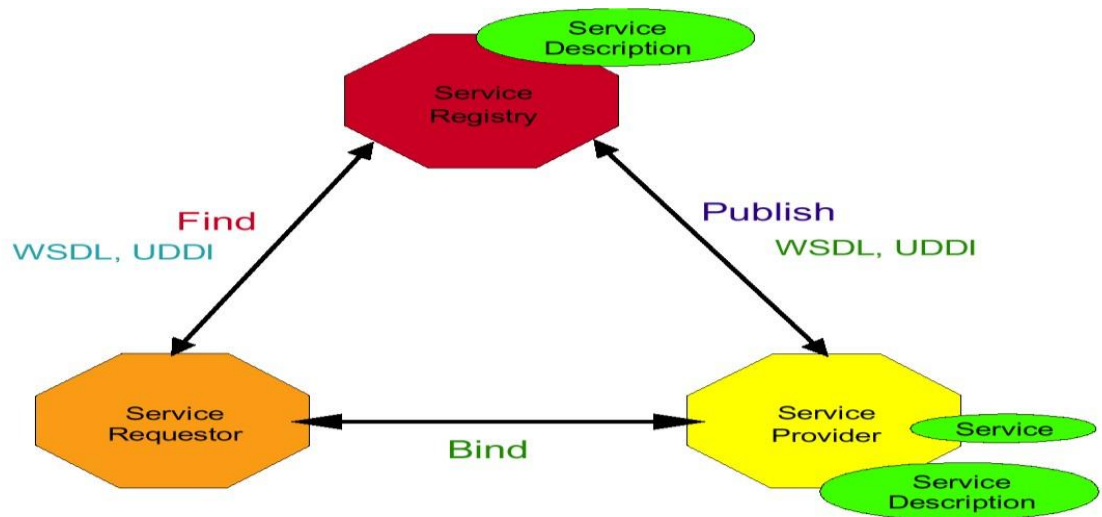 Service
Description
Service
Registry
Find
WSDL, UDDI
Publish
WSDL, UDDI
Service
Requestor
Bind
Service
Provider
Service
Service
Description